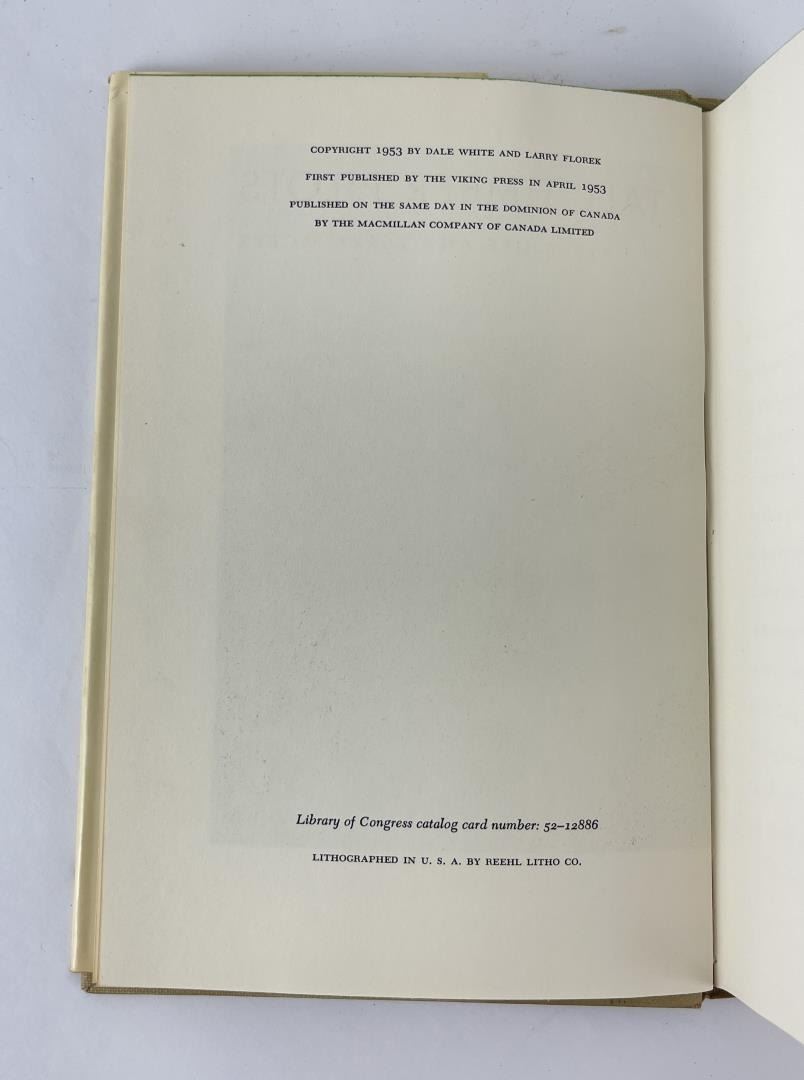 COPYRIGHT 1953 BY DALE WHITE AND LARRY FLOREK
FIRST PUBLISHED BY THE VIKING PRESS IN APRIL 1953
PUBLISHED ON THE SAME DAY IN THE DOMINION OF CANADA
BY THE MACMILLAN COMPANY OF CANADA LIMITED
Library of Congress catalog card number: 52–12886
LITHOGRAPHED IN U. S. A. BY REEHL LITHO CO.